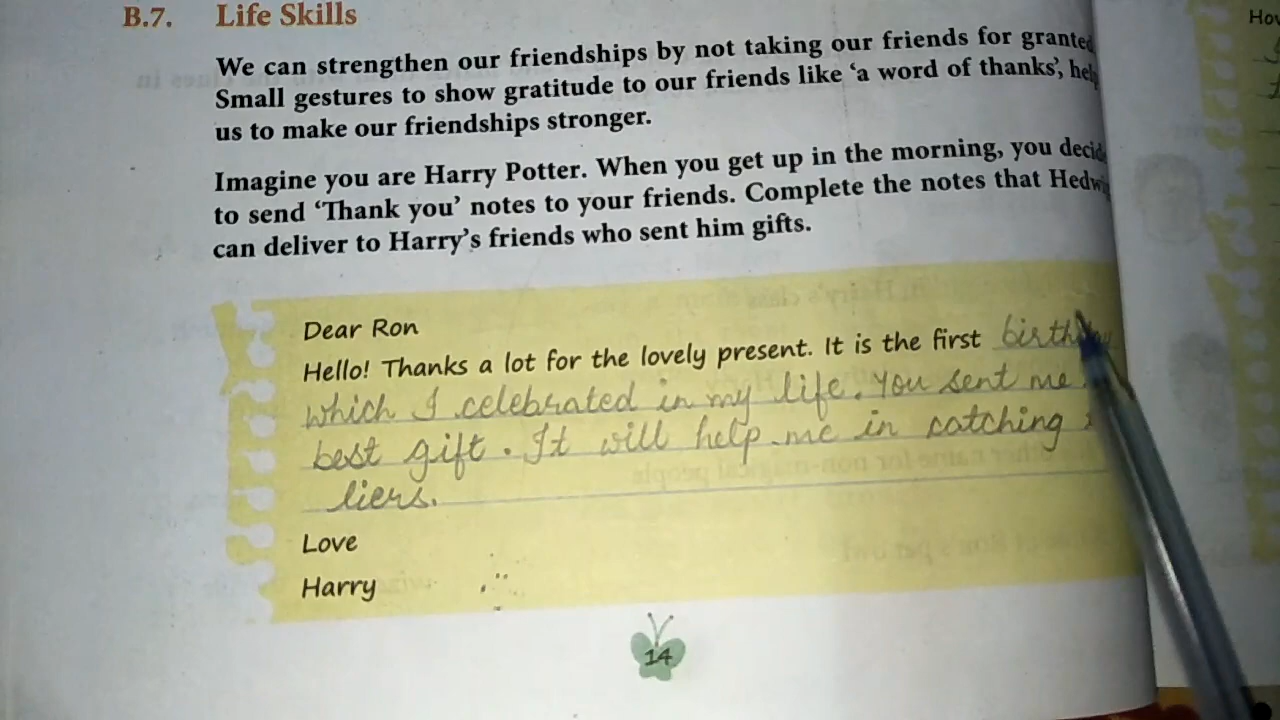 B.7. Life Skills
We can strengthen our friendships by not taking our friends for granted
Small gestures to show gratitude to our friends like ‘a word of thanks’, help
us to make our friendships stronger.
Imagine you are Harry Potter. When you get up in the morning, you decid
to send ‘Thank you’ notes to your friends. Complete the notes that Hedw
can deliver to Harry’s friends who sent him gifts.
Dear Ron
Hello! Thanks a lot for the lovely present. It is the first birthday
which I celebrated in my life. You sent me
best gift. It will help me in catching
liers.
Love
Harry
14